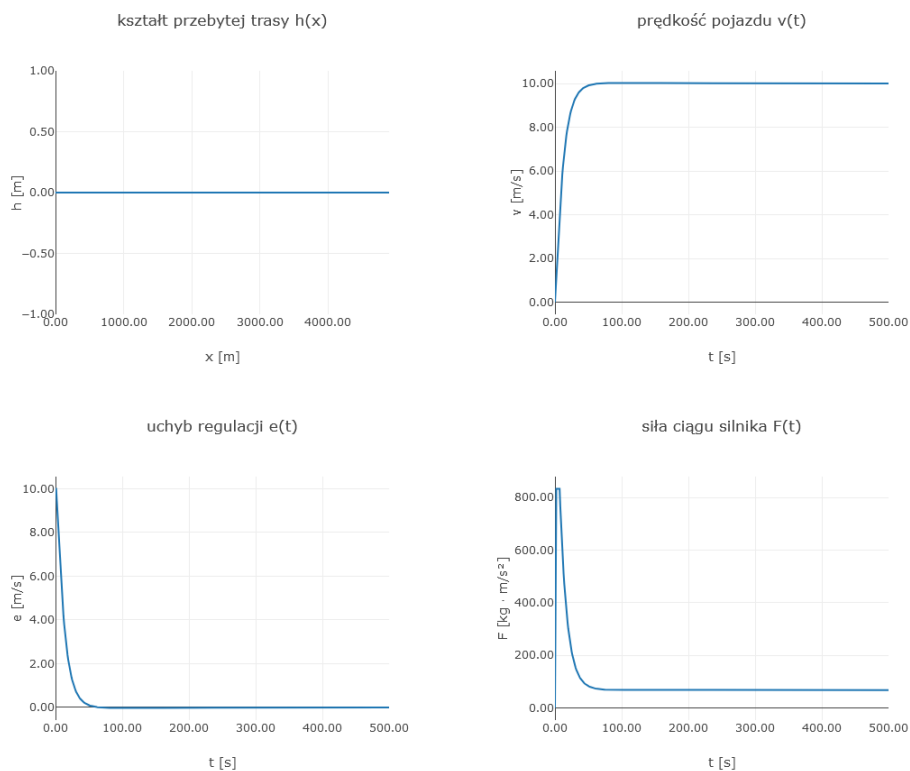 kształt przebytej trasy h(x)
1.00
0.50
0.00
−0.50
−1.00
h [m]
0.00 1000.00 2000.00 3000.00 4000.00
x [m]
prędkość pojazdu v(t)
10.00
8.00
6.00
4.00
2.00
0.00
v [m/s]
0.00 100.00 200.00 300.00 400.00 500.00
t [s]
uchyb regulacji e(t)
10.00
8.00
6.00
4.00
2.00
0.00
e [m/s]
0.00 100.00 200.00 300.00 400.00 500.00
t [s]
siła ciągu silnika F(t)
800.00
600.00
400.00
200.00
0.00
F [kg · m/s²]
0.00 100.00 200.00 300.00 400.00 500.00
t [s]